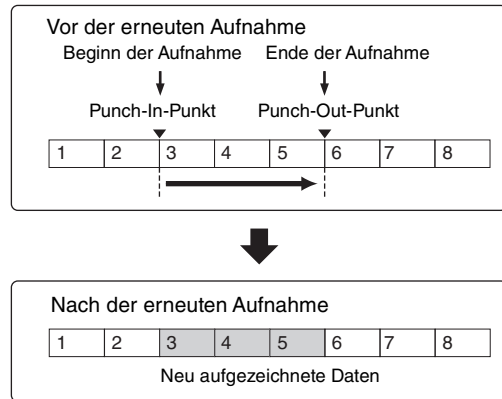 Vor der erneuten Aufnahme
Beginn der Aufnahme Ende der Aufnahme
Punch-In-Punkt Punch-Out-Punkt
1 2 3 4 5 6 7 8
Nach der erneuten Aufnahme
1 2 3 4 5 6 7 8
Neu aufgezeichnete Daten